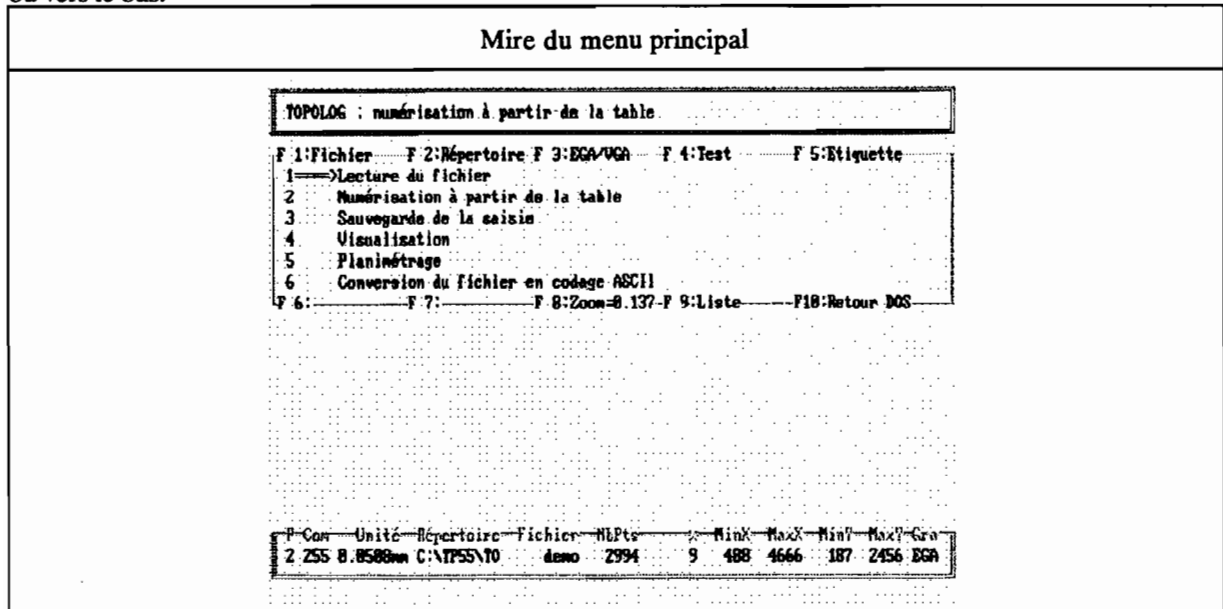 Mire du menu principal
TOPOLOG : numérisation à partir de la table
F 1:Fichier F 2:Répertoire F 3:EGA/VGA F 4:Test F 5:Etiquette
1===>Lecture du fichier
2 Numérisation à partir de la table
3 Sauvegarde de la saisie
4 Visualisation
5 Planimétrage
6 Conversion du fichier en codage ASCII
F 6: F 7: F 8:Zoom=0.137 F 9:Liste F10:Retour DOS
P Com Unité Répertoire Fichier NbPts % MinX MaxX MinY MaxY Gra
2 255 0.0508mm C:\TP55\TO demo 2994 9 488 4666 187 2456 EGA